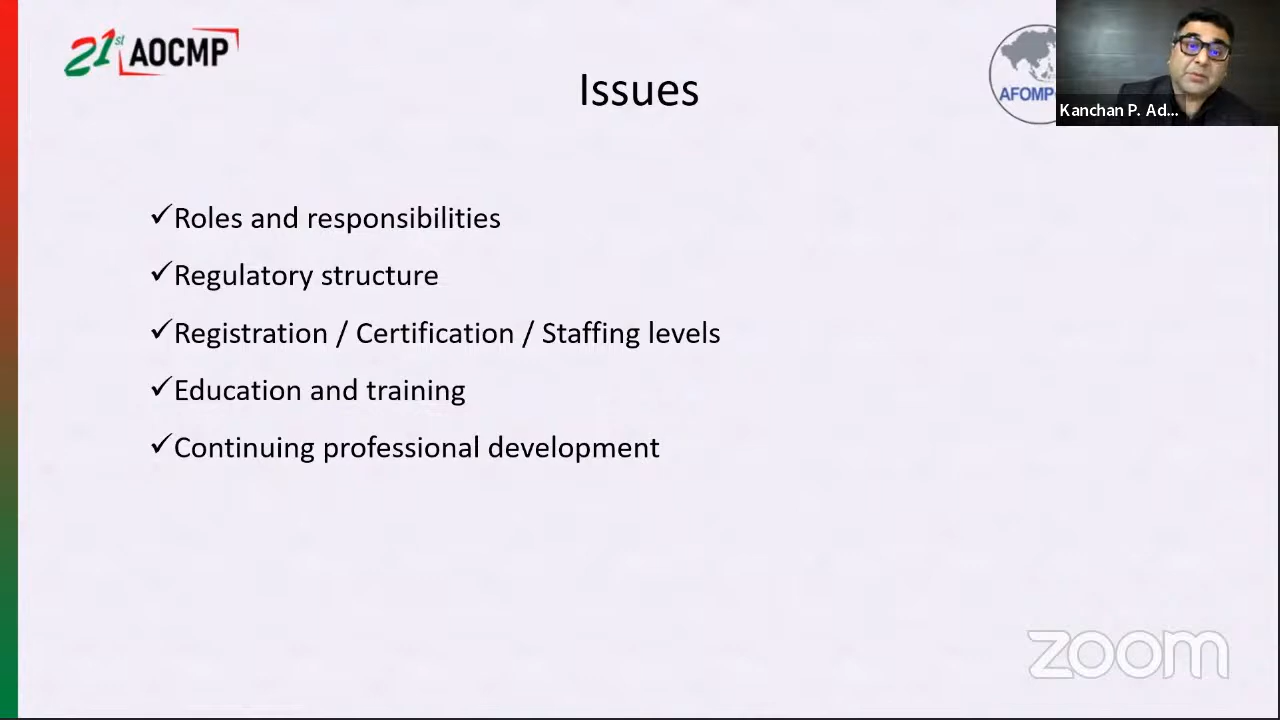 21st AOCMP
Issues
AFOMP
Kanchan P. Ad...
✓Roles and responsibilities
✓Regulatory structure
✓Registration / Certification / Staffing levels
✓Education and training
✓Continuing professional development
zoom